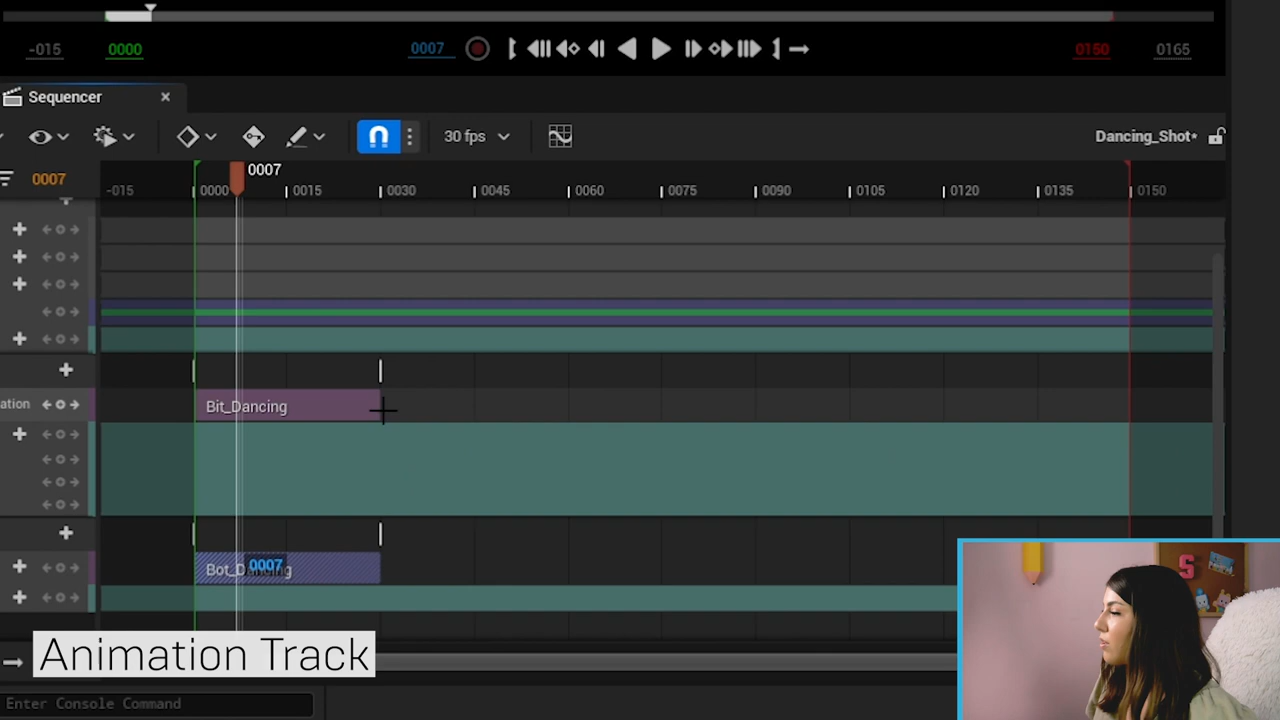 -015 0000 0007 0150 0165
Sequencer
30 fps Dancing_Shot*
0007
0007
-015 0000 0015 0030 0045 0060 0075 0090 0105 0120 0135 0150
ation Bit_Dancing
Bot_Dancing
0007
Animation Track
Enter Console Command
S